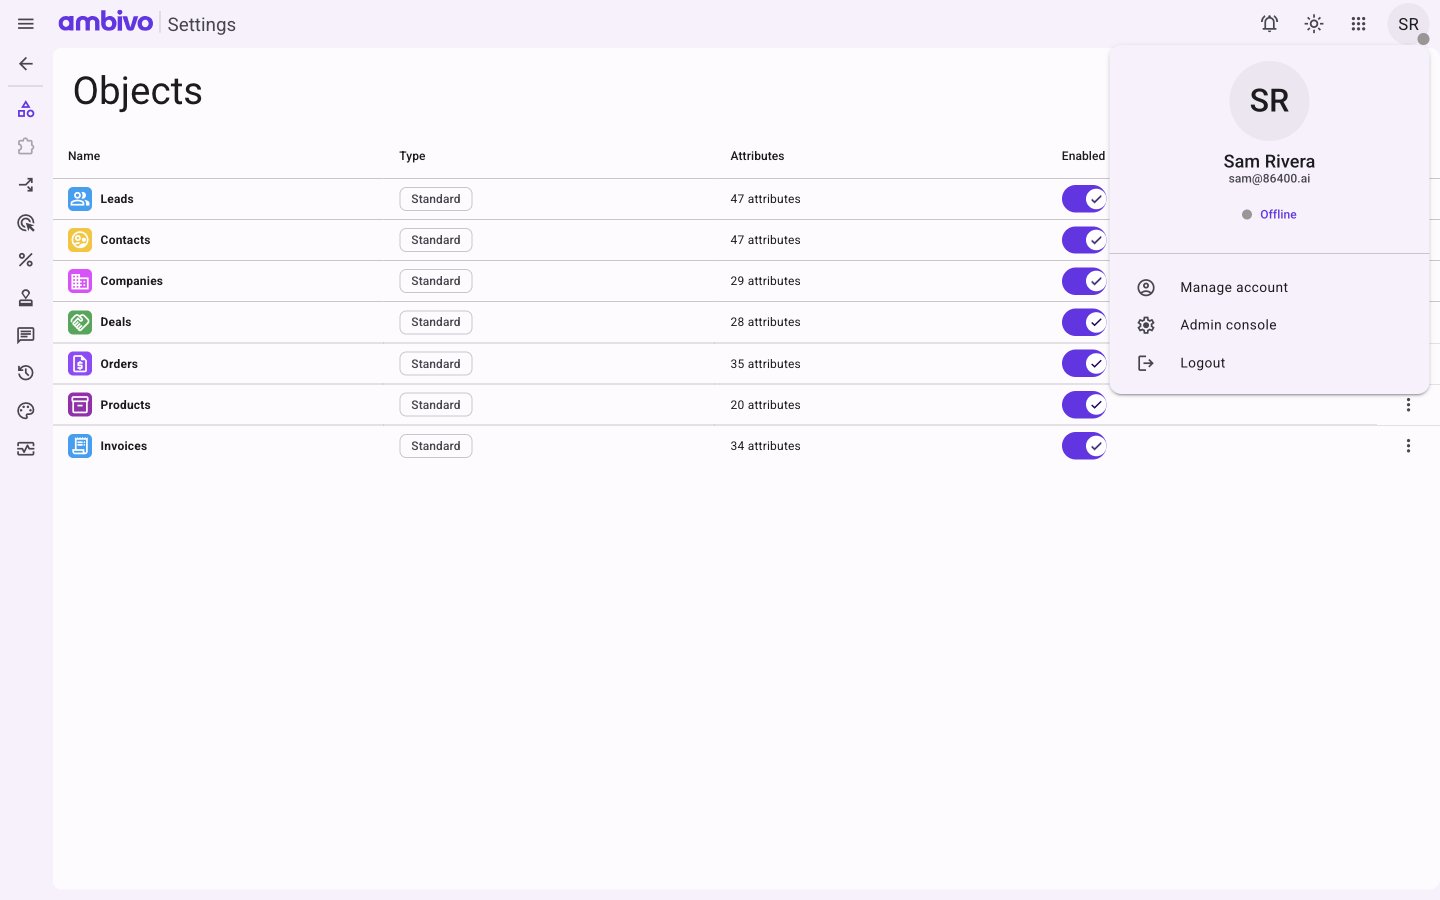 ambivo Settings SR
Objects
SR
Sam Rivera
sam@86400.ai
Offline
Manage account
Admin console
Logout
Name Type Attributes Enabled
Leads Standard 47 attributes
Contacts Standard 47 attributes
Companies Standard 29 attributes
Deals Standard 28 attributes
Orders Standard 35 attributes
Products Standard 20 attributes
Invoices Standard 34 attributes